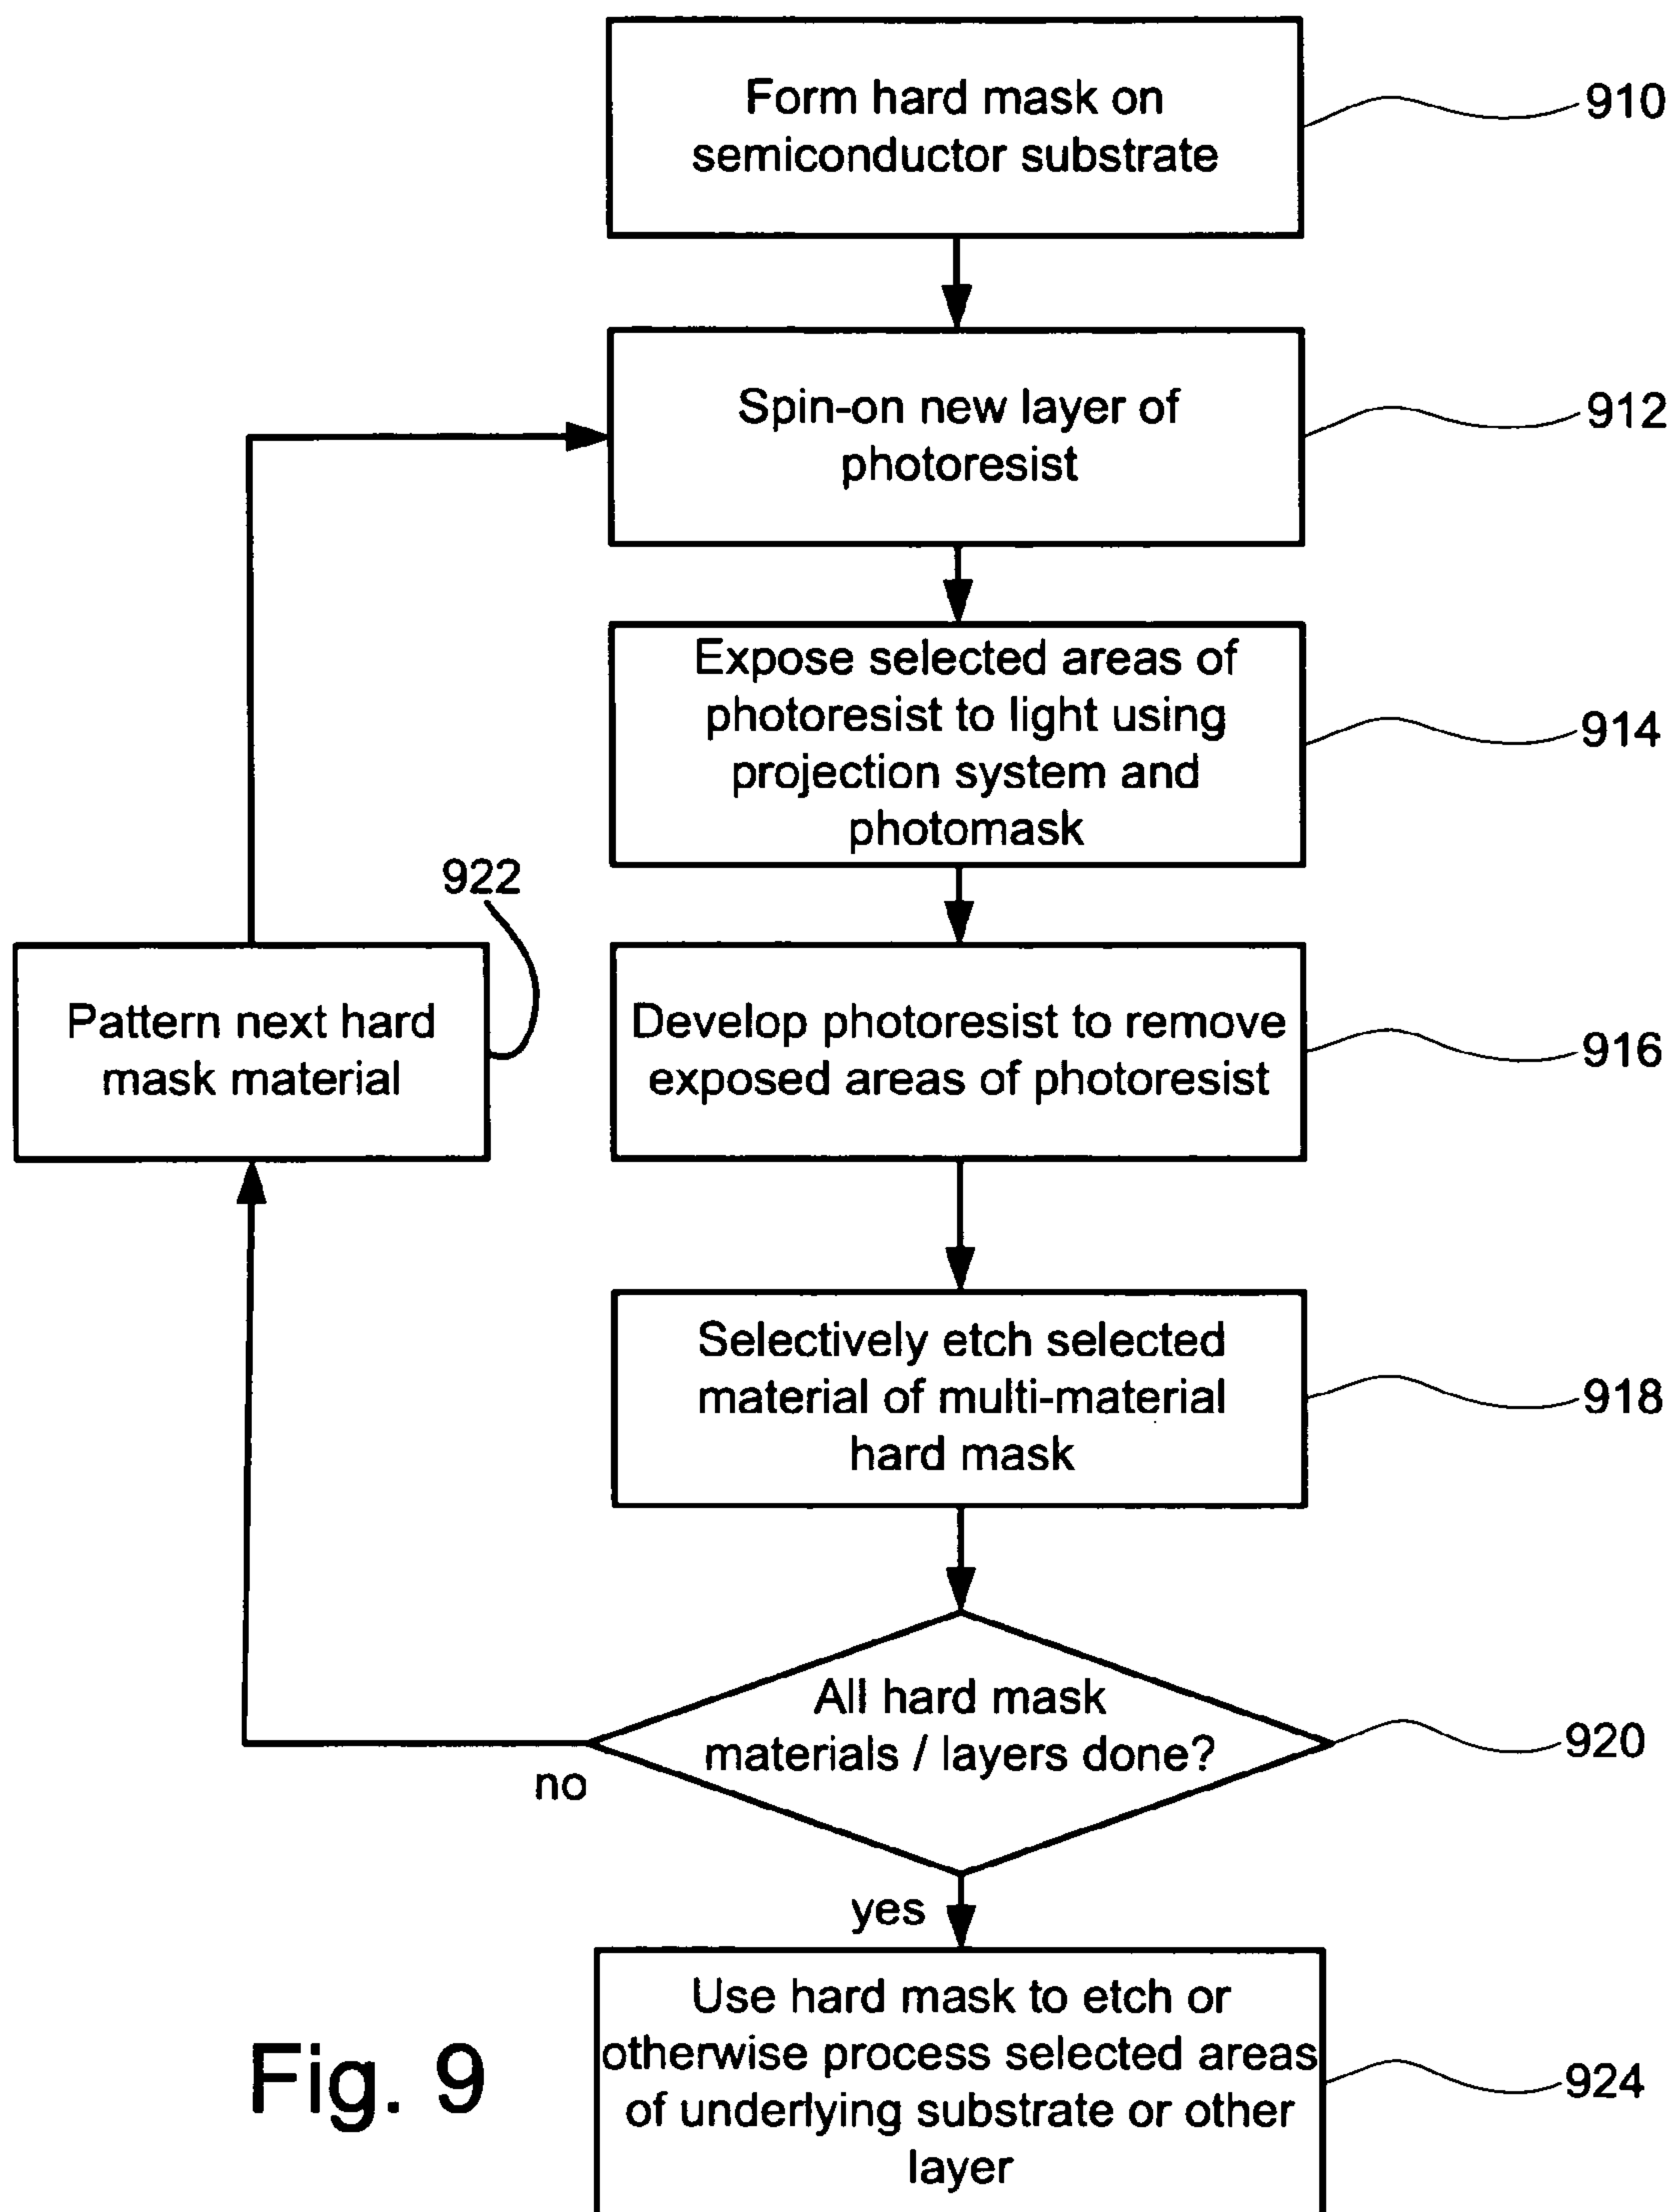 Form hard mask on
semiconductor substrate
910
Spin-on new layer of
photoresist
912
Expose selected areas of
photoresist to light using
projection system and
photomask
914
922
Pattern next hard
mask material
Develop photoresist to remove
exposed areas of photoresist
916
Selectively etch selected
material of multi-material
hard mask
918
All hard mask
materials / layers done?
920
no
yes
Use hard mask to etch or
otherwise process selected areas
of underlying substrate or other
layer
924
Fig. 9